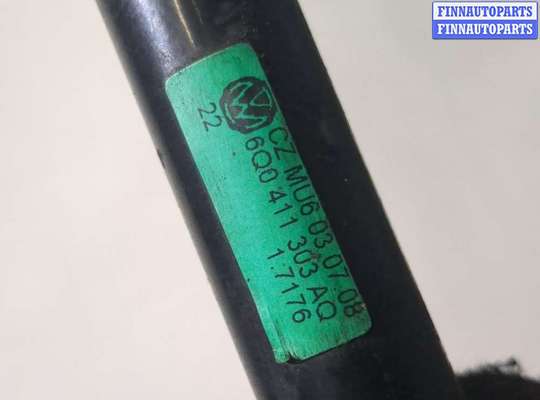 FINNAUTOPARTS
FINNAUTOPARTS
CZ MU6 03.07.08
22 6Q0 411 303 AQ
1.7176